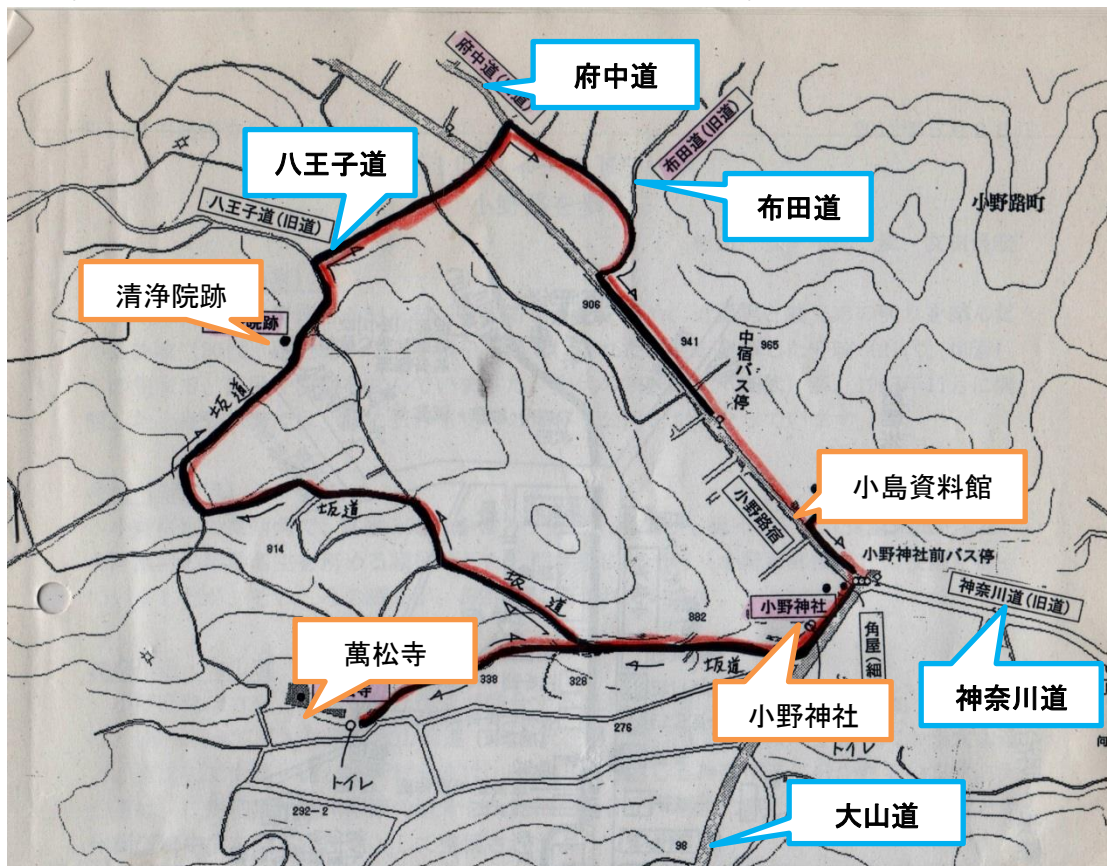 府中道
府中道(旧道)
布田道(旧道)
八王子道
布田道
小野路町
八王子道(旧道)
清浄院跡
院跡
906
941
965
中宿バス停
坂道
小島資料館
小野路宿
坂道
814
小野神社前バス停
神奈川道(旧道)
坂道
小野神社
882
角屋(細
萬松寺
寺
338
328
坂道
小野神社
神奈川道
276
トイレ
トイレ
292-2
大山道
98